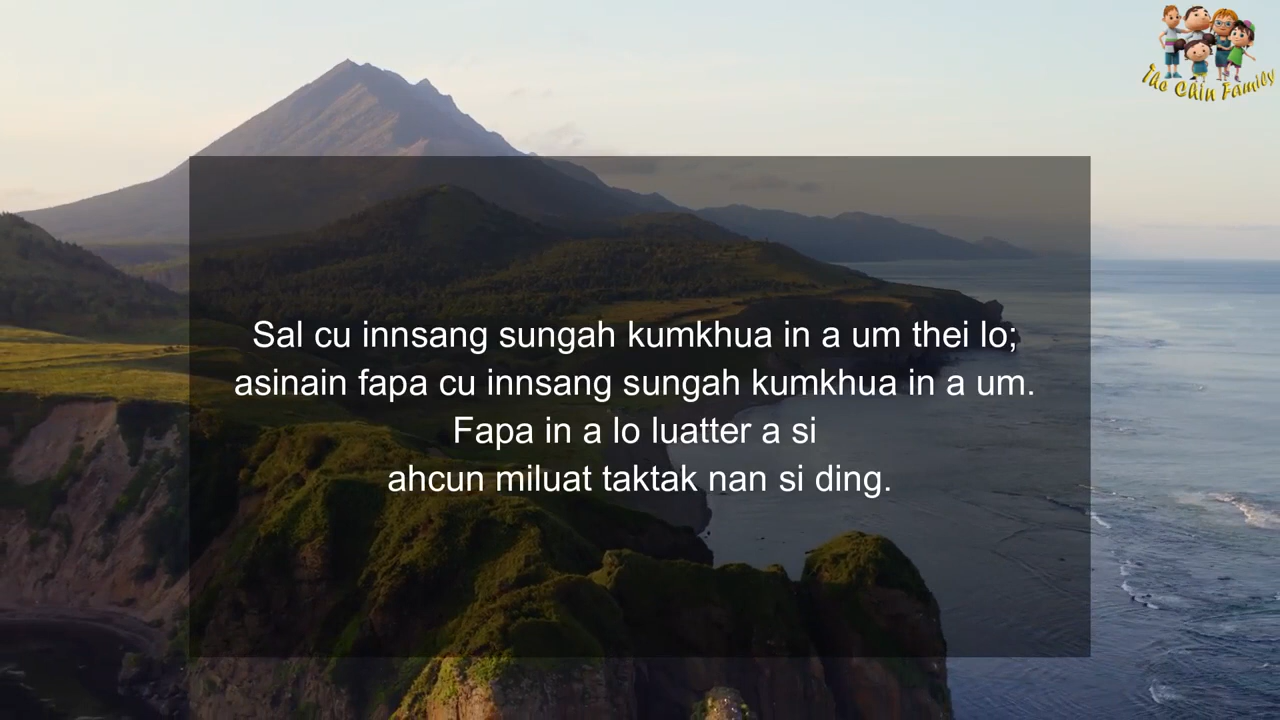 The Chin Family
Sal cu innsang sungah kumkhua in a um thei lo;
asinain fapa cu innsang sungah kumkhua in a um.
Fapa in a lo luatter a si
ahcun miluat taktak nan si ding.